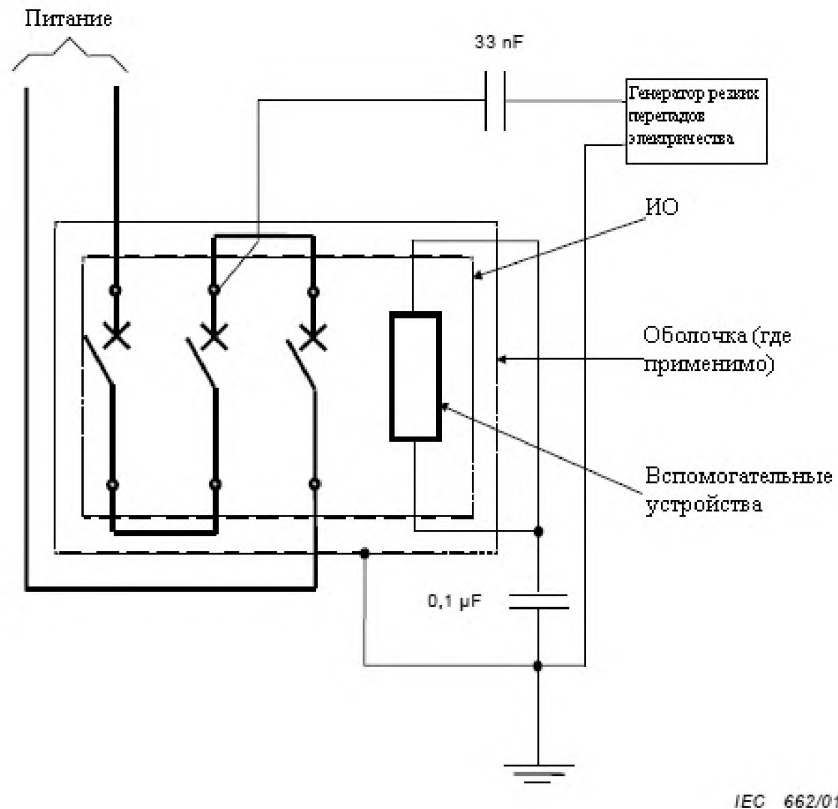 Питание
33 nF
Генератор резких
перепадов
электричества
ИО
Оболочка (где
применимо)
Вспомогательные
устройства
0,1 µF
IEC 662/01